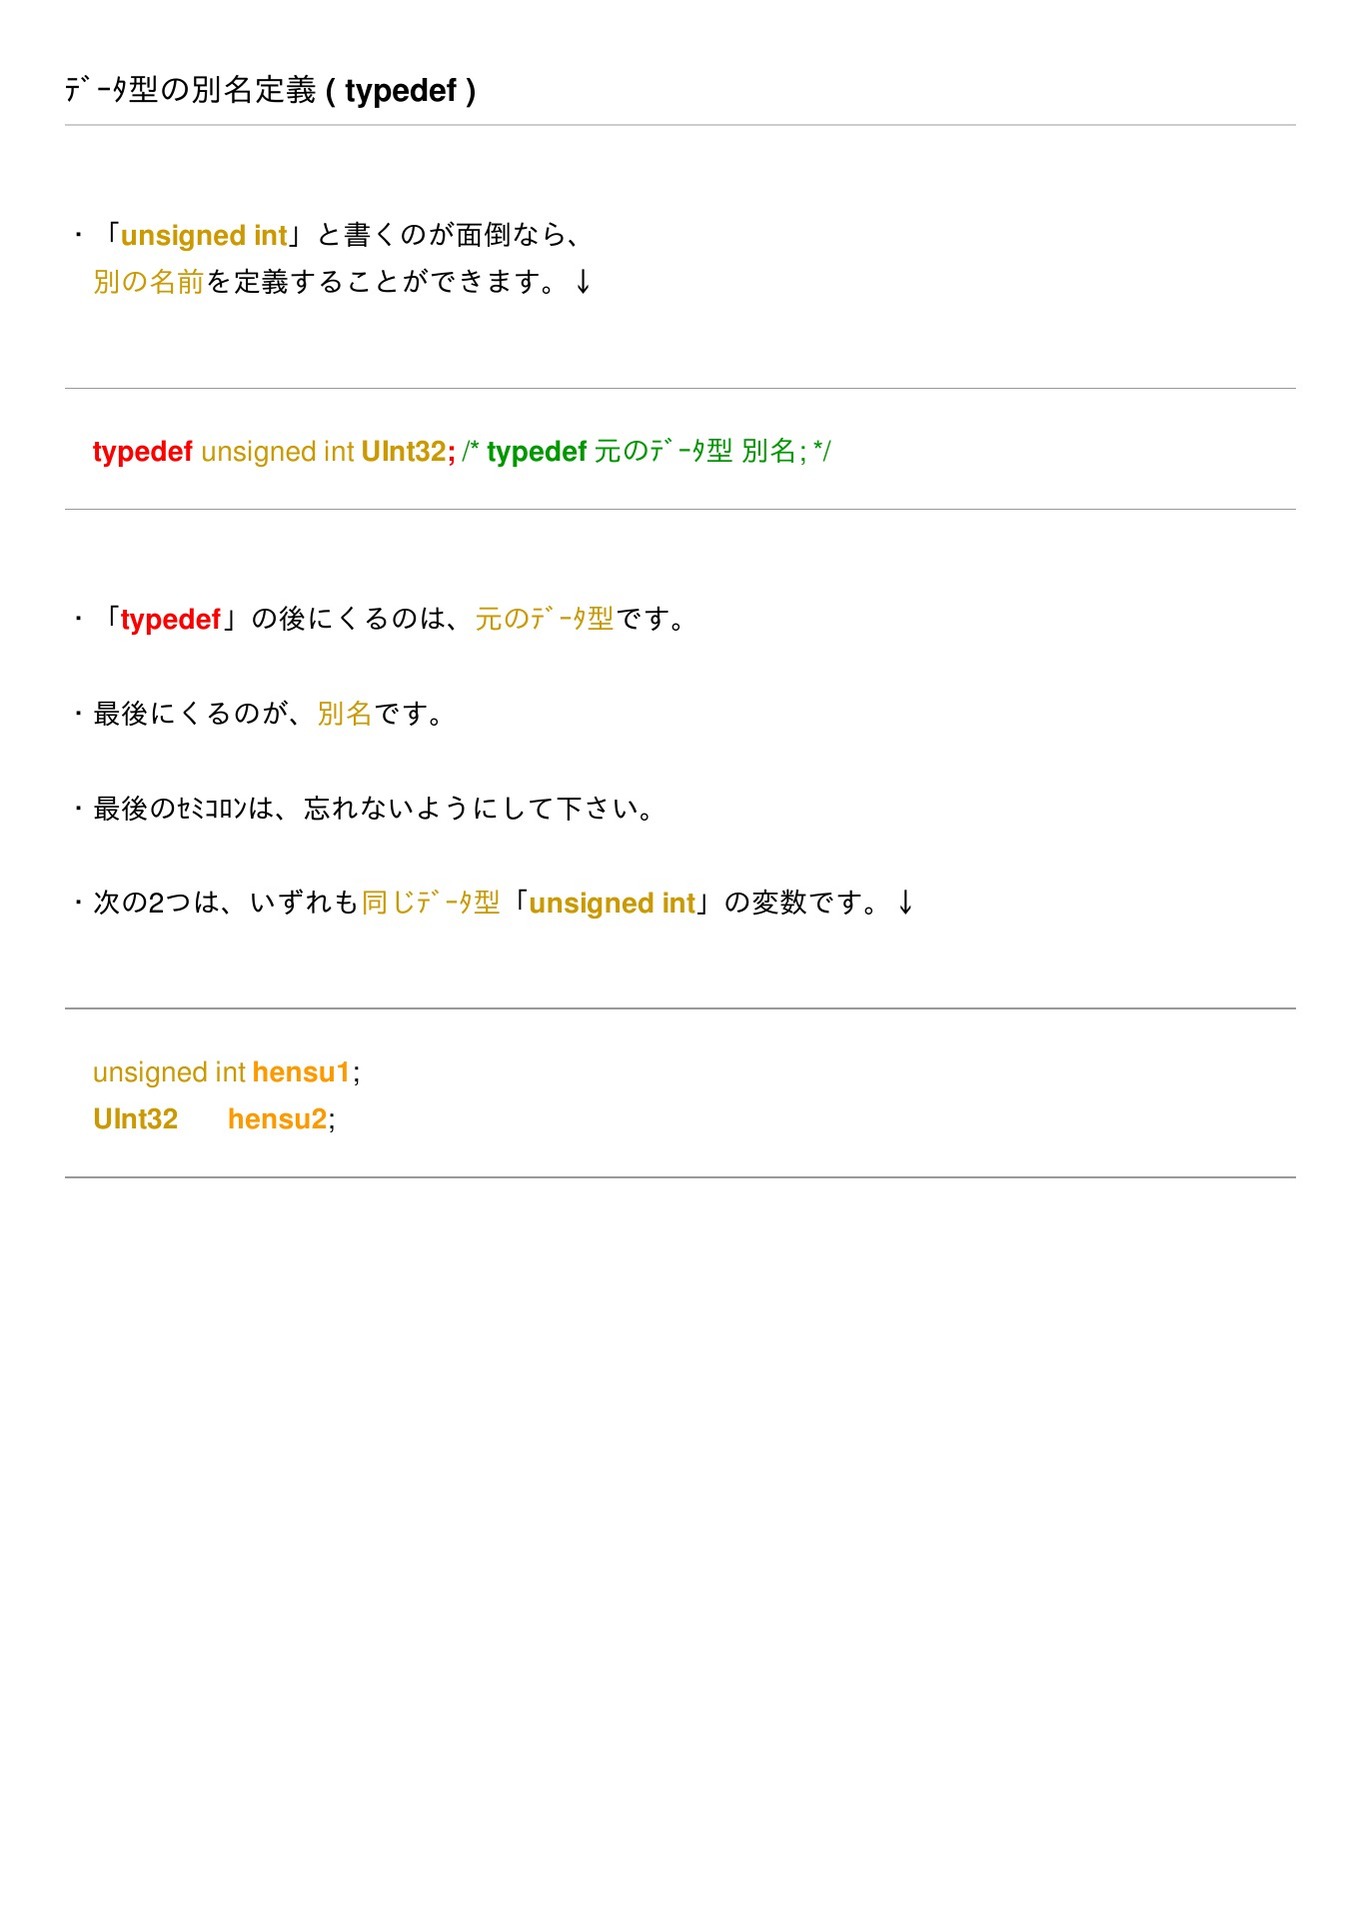 ﾃﾞｰﾀ型の別名定義 ( typedef )
・「unsigned int」と書くのが面倒なら、
別の名前を定義することができます。↓
typedef unsigned int UInt32; /* typedef 元のﾃﾞｰﾀ型 別名; */
・「typedef」の後にくるのは、元のﾃﾞｰﾀ型です。
・最後にくるのが、別名です。
・最後のｾﾐｺﾛﾝは、忘れないようにして下さい。
・次の2つは、いずれも同じﾃﾞｰﾀ型「unsigned int」の変数です。↓
unsigned int hensu1;
UInt32 hensu2;